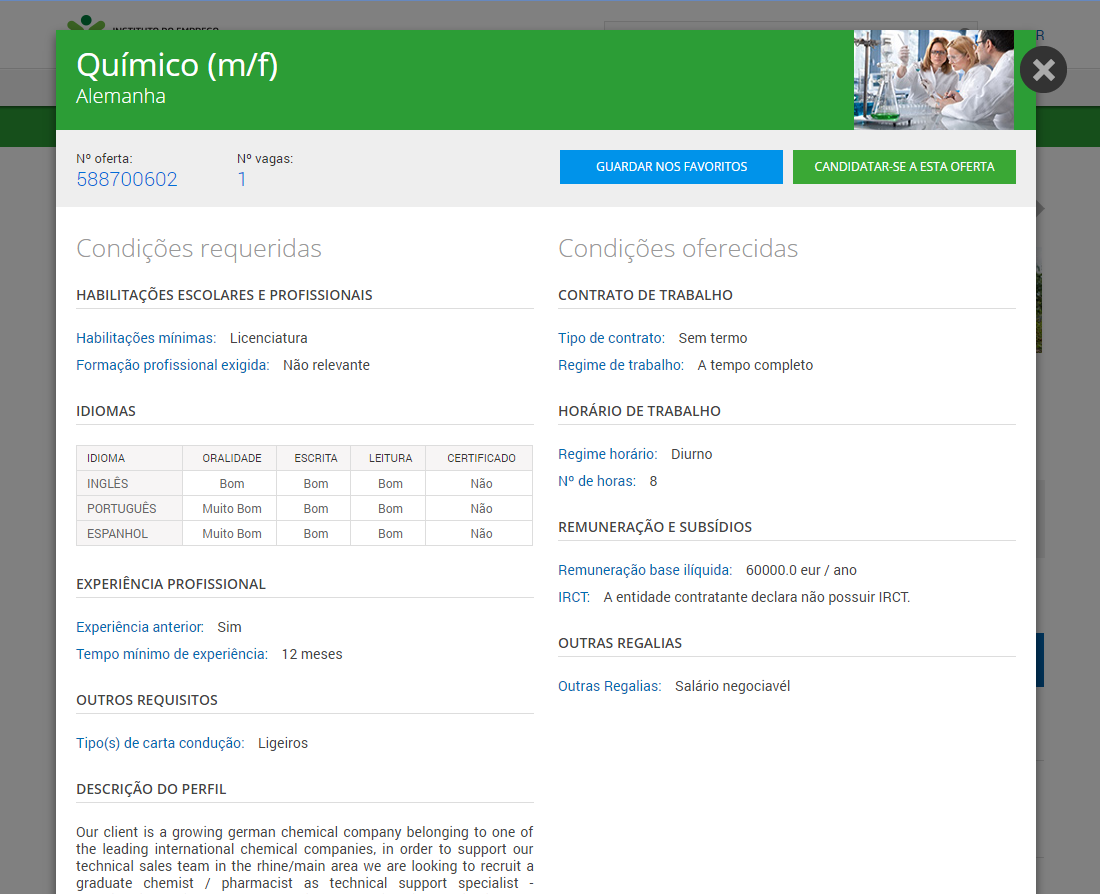 INSTITUTO DO EMPREGO
R
Químico (m/f)
Alemanha
Nº oferta:
588700602
Nº vagas:
1
GUARDAR NOS FAVORITOS
CANDIDATAR-SE A ESTA OFERTA
Condições requeridas
HABILITAÇÕES ESCOLARES E PROFISSIONAIS
Habilitações mínimas: Licenciatura
Formação profissional exigida: Não relevante
IDIOMAS
IDIOMA ORALIDADE ESCRITA LEITURA CERTIFICADO
INGLÊS Bom Bom Bom Não
PORTUGUÊS Muito Bom Bom Bom Não
ESPANHOL Muito Bom Bom Bom Não
EXPERIÊNCIA PROFISSIONAL
Experiência anterior: Sim
Tempo mínimo de experiência: 12 meses
OUTROS REQUISITOS
Tipo(s) de carta condução: Ligeiros
DESCRIÇÃO DO PERFIL
Our client is a growing german chemical company belonging to one of
the leading international chemical companies, in order to support our
technical sales team in the rhine/main area we are looking to recruit a
graduate chemist / pharmacist as technical support specialist -
Condições oferecidas
CONTRATO DE TRABALHO
Tipo de contrato: Sem termo
Regime de trabalho: A tempo completo
HORÁRIO DE TRABALHO
Regime horário: Diurno
Nº de horas: 8
REMUNERAÇÃO E SUBSÍDIOS
Remuneração base ilíquida: 60000.0 eur / ano
IRCT: A entidade contratante declara não possuir IRCT.
OUTRAS REGALIAS
Outras Regalias: Salário negociavél